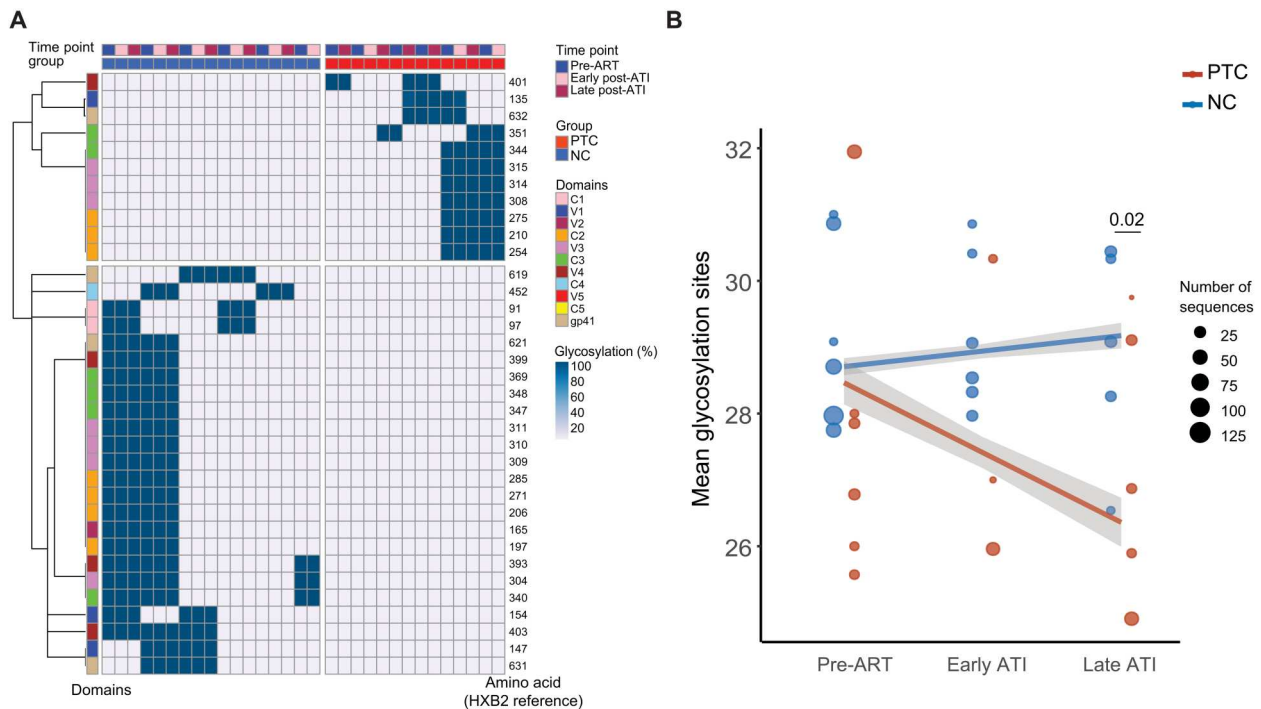 A
Time point
group
401
135
632
351
344
315
314
308
275
210
254
619
452
91
97
621
399
369
348
347
311
310
309
285
271
206
165
197
393
304
340
154
403
147
631
Domains
Amino acid
(HXB2 reference)
Time point
Pre-ART
Early post-ATI
Late post-ATI
Group
PTC
NC
Domains
C1
V1
V2
C2
V3
C3
V4
C4
V5
C5
gp41
Glycosylation (%)
100
80
60
40
20
B
PTC
NC
Mean glycosylation sites
32
30
28
26
0.02
Pre-ART
Early ATI
Late ATI
Number of
sequences
25
50
75
100
125